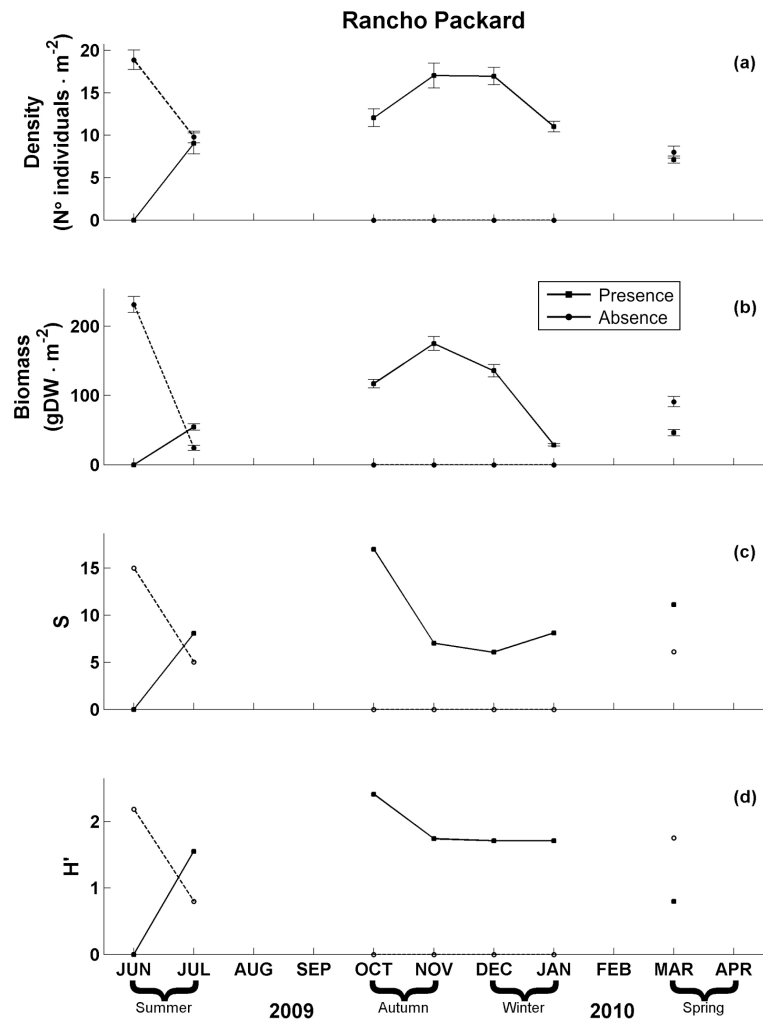 Rancho Packard
(a)
Density
(N° individuals · m⁻²)
20
15
10
5
0
(b)
Biomass
(gDW · m⁻²)
200
100
0
Presence
Absence
(c)
S
15
10
5
0
(d)
H'
2
1
0
JUN JUL AUG SEP OCT NOV DEC JAN FEB MAR APR
Summer Autumn Winter Spring
2009 2010